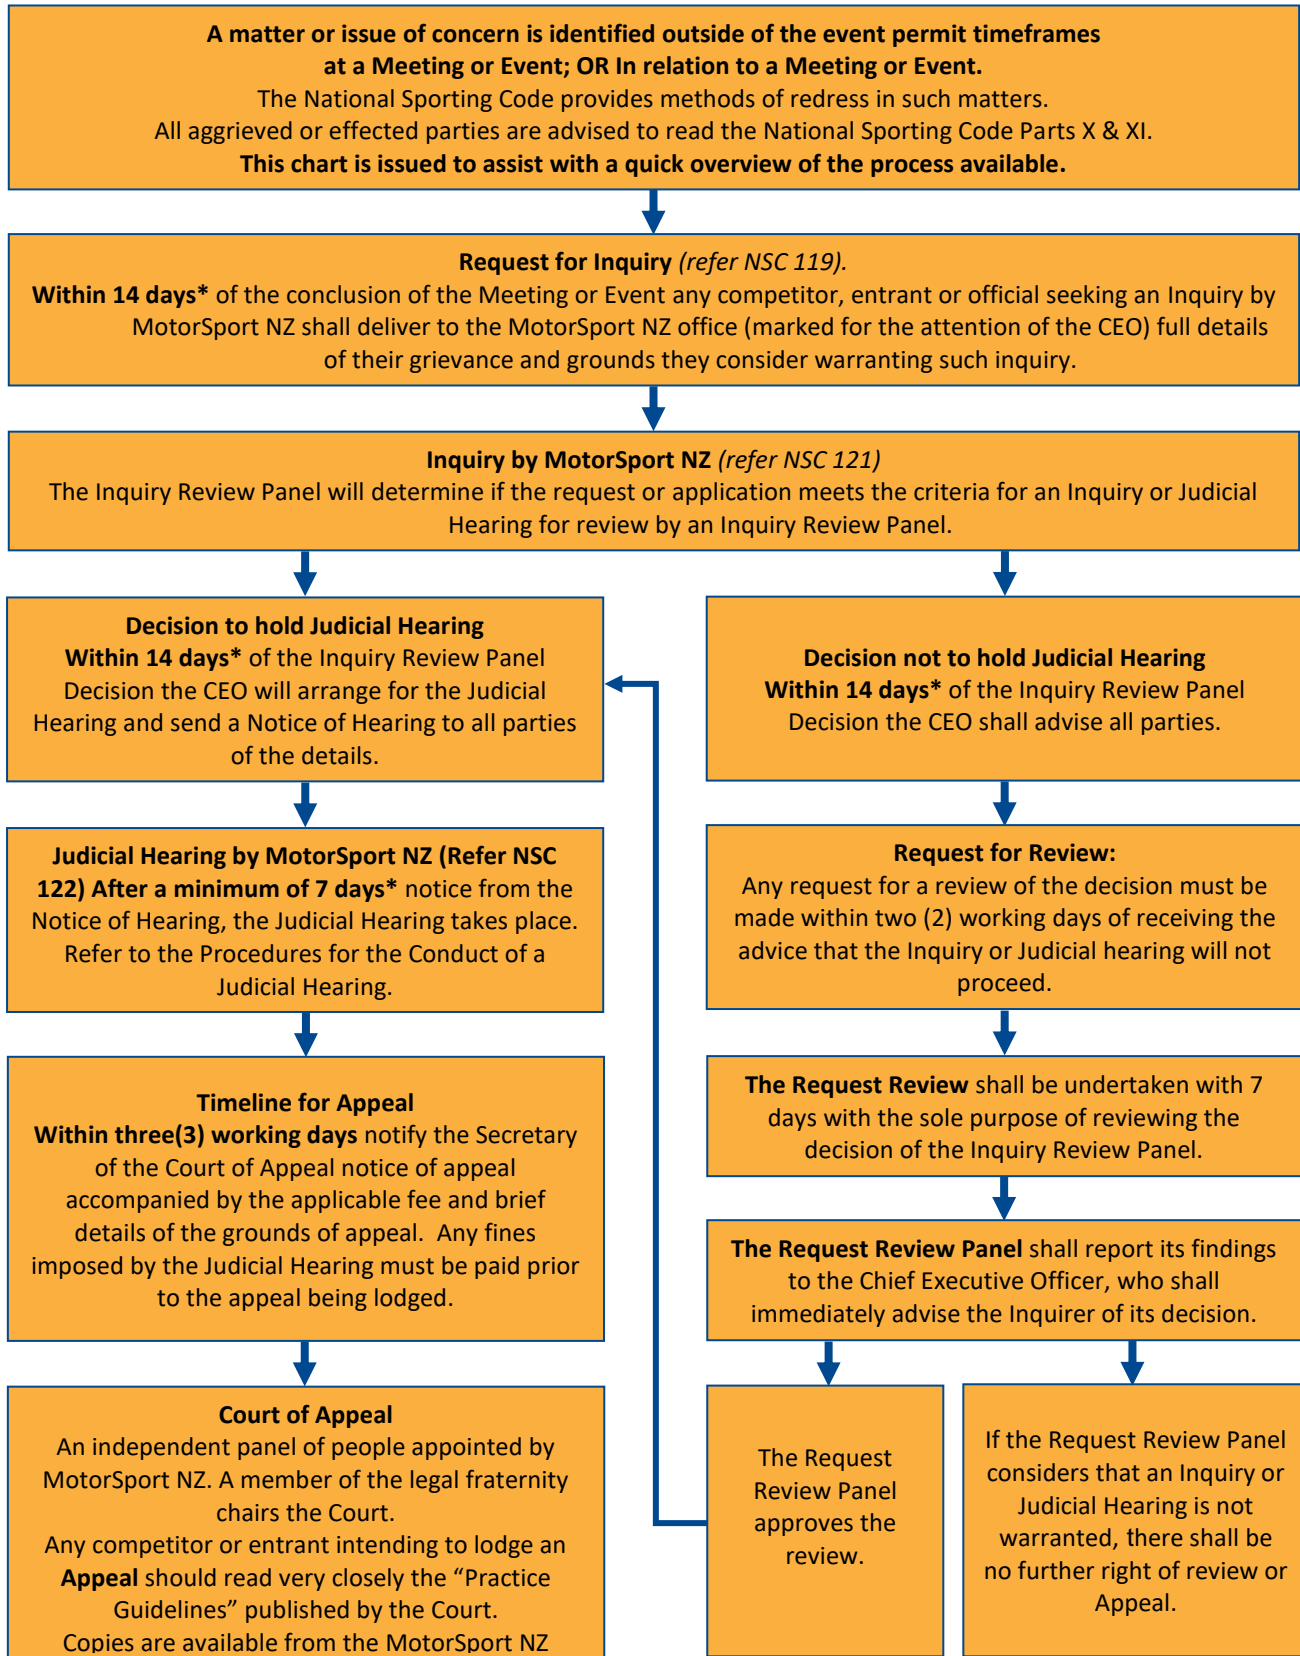 A matter or issue of concern is identified outside of the event permit timeframes
at a Meeting or Event; OR In relation to a Meeting or Event.
The National Sporting Code provides methods of redress in such matters.
All aggrieved or effected parties are advised to read the National Sporting Code Parts X & XI.
This chart is issued to assist with a quick overview of the process available.
Request for Inquiry (refer NSC 119).
Within 14 days* of the conclusion of the Meeting or Event any competitor, entrant or official seeking an Inquiry by
MotorSport NZ shall deliver to the MotorSport NZ office (marked for the attention of the CEO) full details
of their grievance and grounds they consider warranting such inquiry.
Inquiry by MotorSport NZ (refer NSC 121)
The Inquiry Review Panel will determine if the request or application meets the criteria for an Inquiry or Judicial
Hearing for review by an Inquiry Review Panel.
Decision to hold Judicial Hearing
Within 14 days* of the Inquiry Review Panel
Decision the CEO will arrange for the Judicial
Hearing and send a Notice of Hearing to all parties
of the details.
Judicial Hearing by MotorSport NZ (Refer NSC
122) After a minimum of 7 days* notice from the
Notice of Hearing, the Judicial Hearing takes place.
Refer to the Procedures for the Conduct of a
Judicial Hearing.
Timeline for Appeal
Within three(3) working days notify the Secretary
of the Court of Appeal notice of appeal
accompanied by the applicable fee and brief
details of the grounds of appeal. Any fines
imposed by the Judicial Hearing must be paid prior
to the appeal being lodged.
Court of Appeal
An independent panel of people appointed by
MotorSport NZ. A member of the legal fraternity
chairs the Court.
Any competitor or entrant intending to lodge an
Appeal should read very closely the “Practice
Guidelines” published by the Court.
Copies are available from the MotorSport NZ
Decision not to hold Judicial Hearing
Within 14 days* of the Inquiry Review Panel
Decision the CEO shall advise all parties.
Request for Review:
Any request for a review of the decision must be
made within two (2) working days of receiving the
advice that the Inquiry or Judicial hearing will not
proceed.
The Request Review shall be undertaken with 7
days with the sole purpose of reviewing the
decision of the Inquiry Review Panel.
The Request Review Panel shall report its findings
to the Chief Executive Officer, who shall
immediately advise the Inquirer of its decision.
The Request
Review Panel
approves the
review.
If the Request Review Panel
considers that an Inquiry or
Judicial Hearing is not
warranted, there shall be
no further right of review or
Appeal.